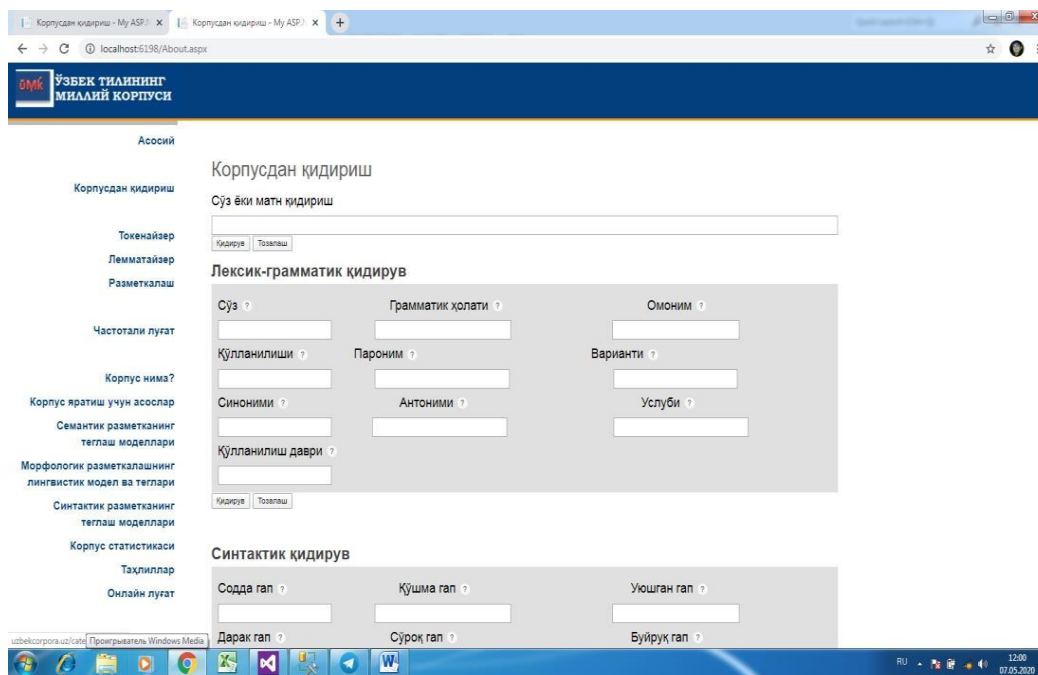 Корпусдан қидириш - My ASP.
Корпусдан қидириш - My ASP.
localhost:6198/About.aspx
ӯмќ
ЎЗБЕК ТИЛИНИНГ
МИЛЛИЙ КОРПУСИ
Асосий
Корпусдан қидириш
Токенайзер
Лемматайзер
Разметкалаш
Частотали луғат
Корпус нима?
Корпус яратиш учун асослар
Семантик разметканинг
теглаш моделлари
Морфологик разметкалашнинг
лингвистик модел ва теглари
Синтактик разметканинг
теглаш моделлари
Корпус статистикаси
Таҳлиллар
Онлайн луғат
Корпусдан қидириш
Сўз ёки матн қидириш
Қидирув Тозалаш
Лексик-грамматик қидирув
Сўз ? Грамматик ҳолати ? Омоним ?
Қўлланилиши ? Пароним ? Варианти ?
Синоними ? Антоними ? Услуби ?
Қўлланилиш даври ?
Қидирув Тозалаш
Синтактик қидирув
Содда гап ? Қўшма гап ? Уюшган гап ?
Дарак гап ? Сўроқ гап ? Буйруқ гап ?
uzbekcorpora.uz/cate Проигрыватель Windows Media
RU 12:00
07.05.2020